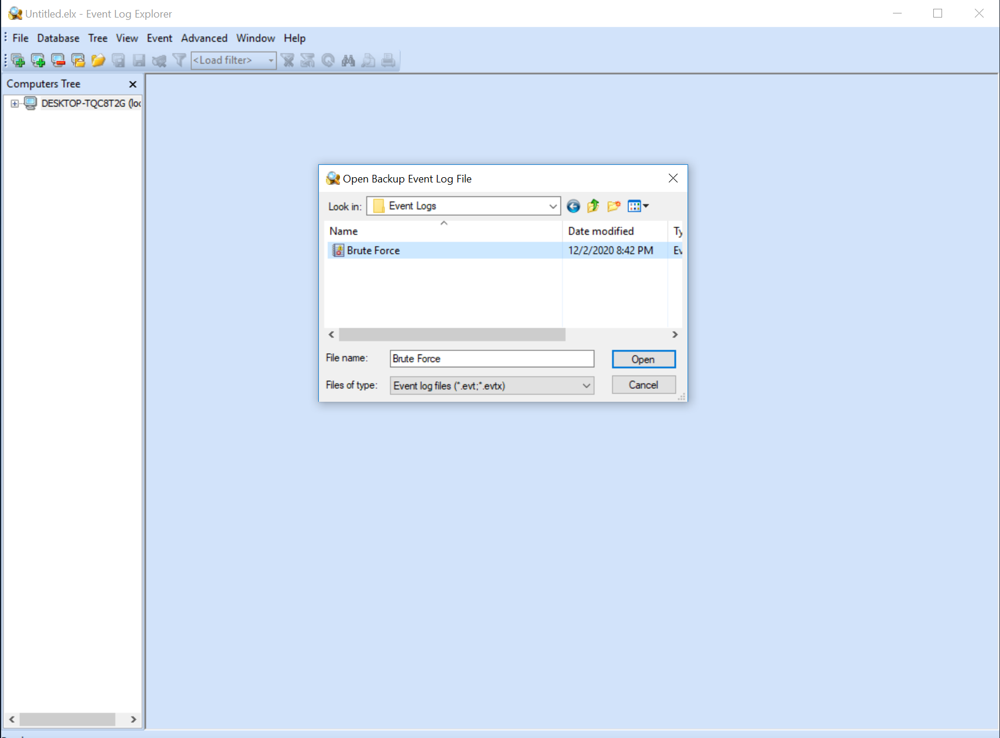 Untitled.elx - Event Log Explorer
File Database Tree View Event Advanced Window Help
<Load filter>
Computers Tree
DESKTOP-TQC8T2G (loc
Open Backup Event Log File
Look in: Event Logs
Name Date modified Ty
Brute Force 12/2/2020 8:42 PM Ev
File name: Brute Force Open
Files of type: Event log files (*.evt;*.evtx) Cancel